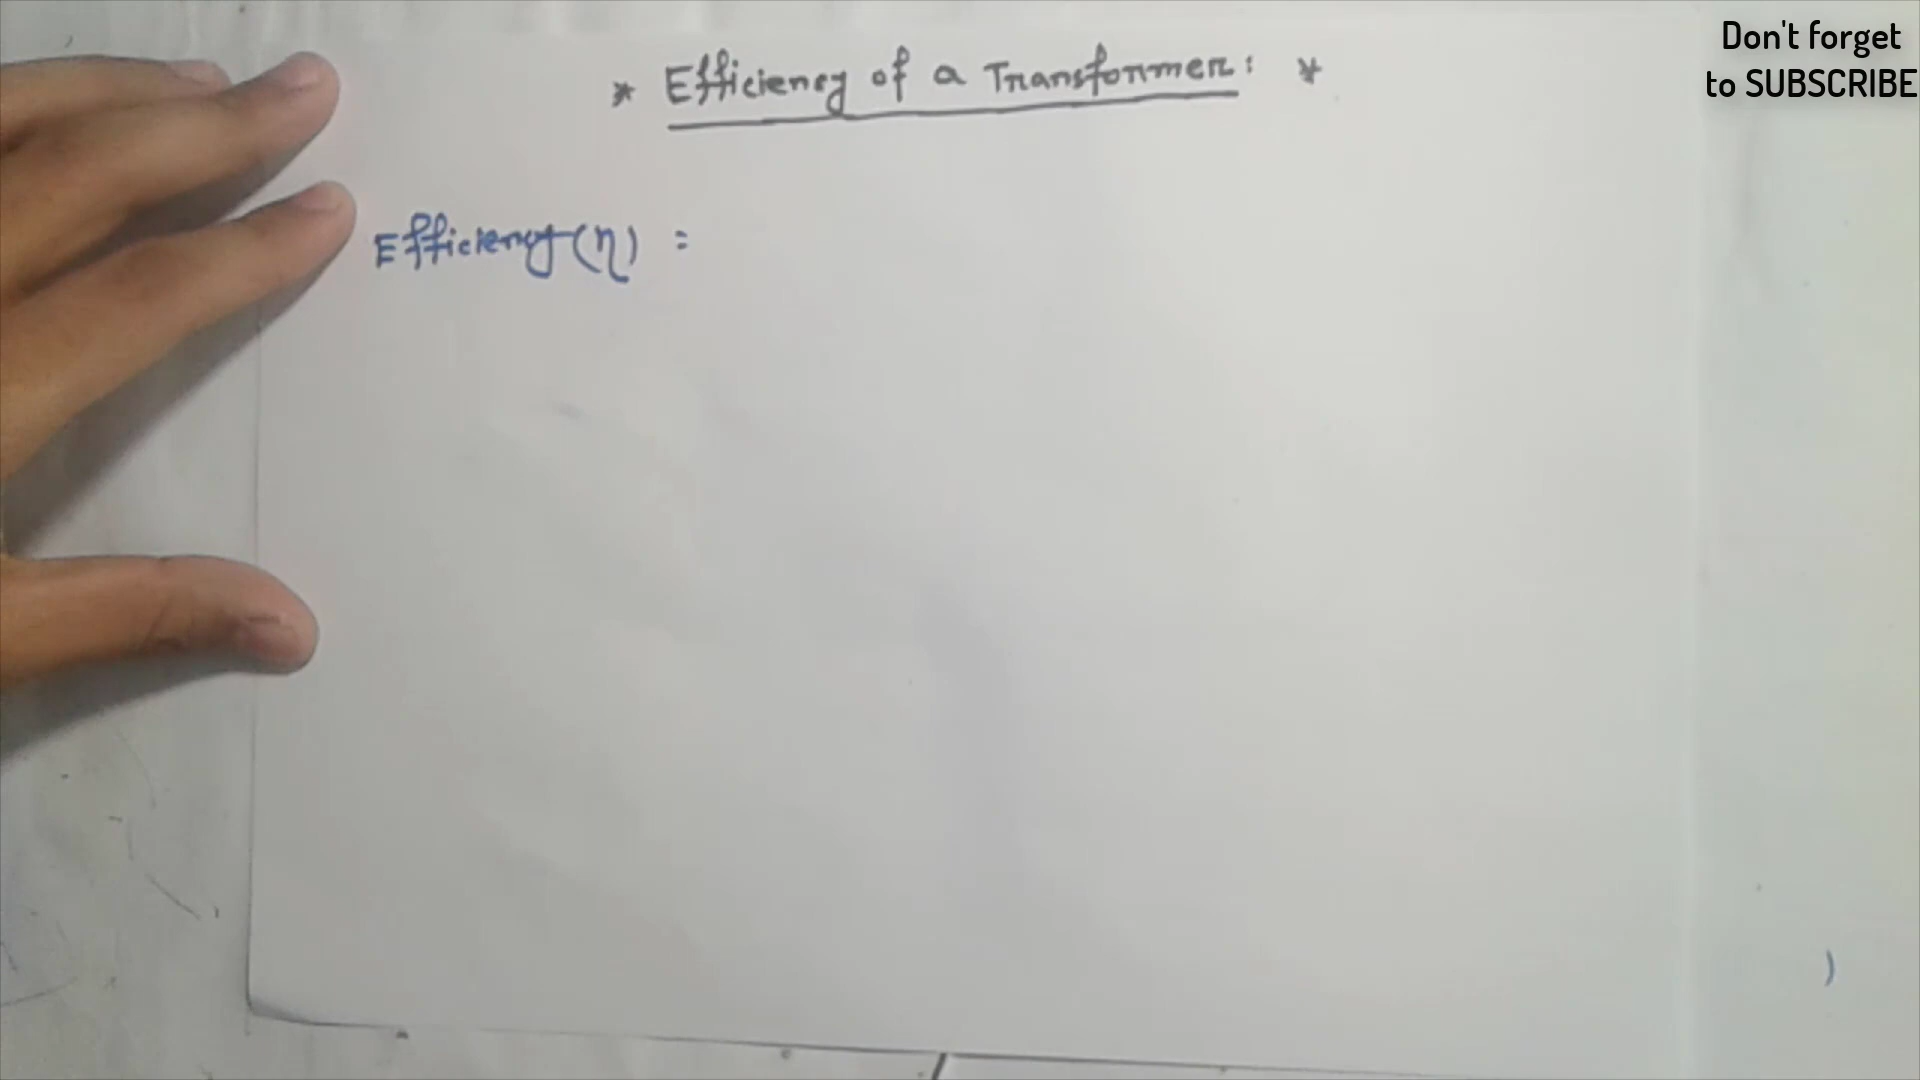 Don't forget
to SUBSCRIBE
* Efficiency of a Transformer: *
Efficiency (η) =
)